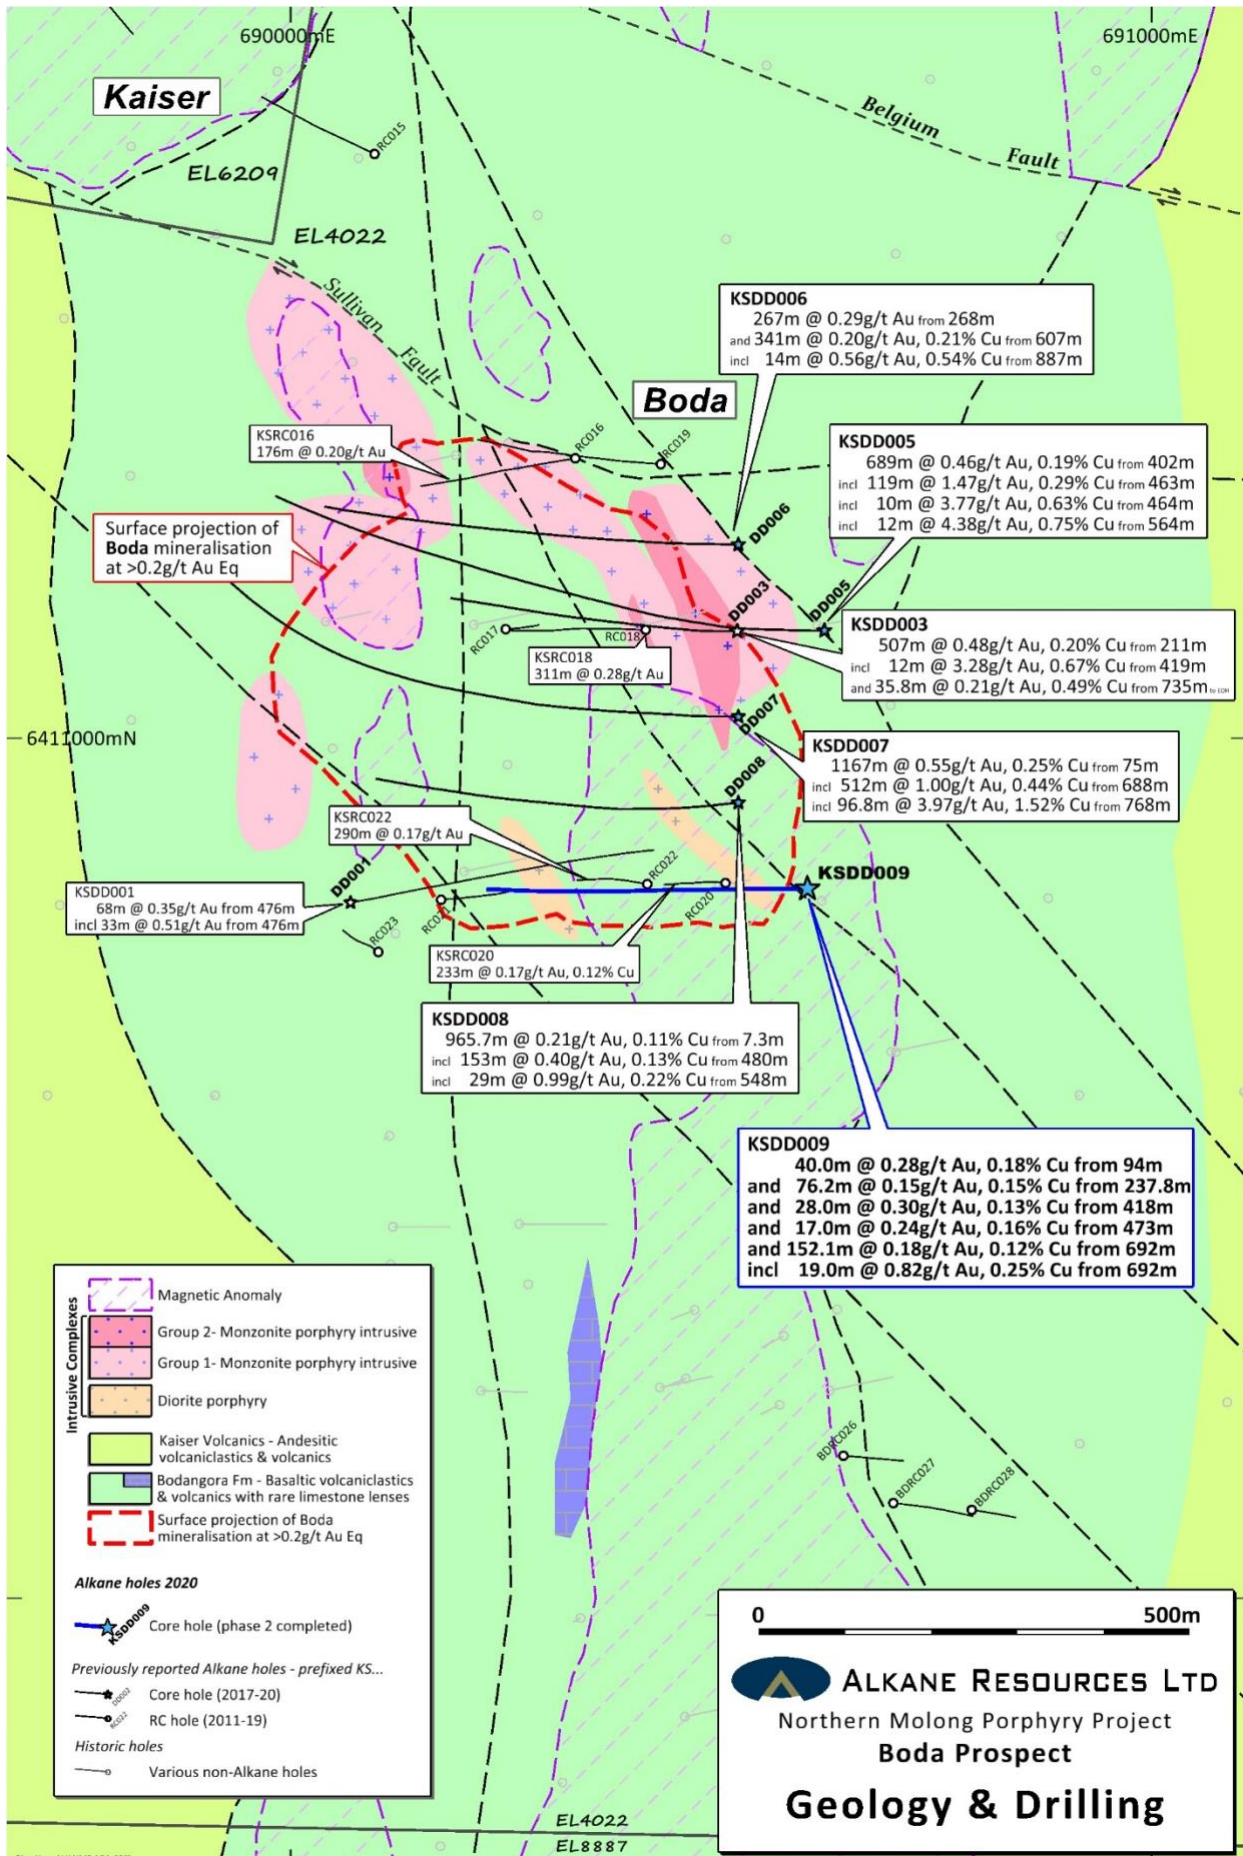 690000mE
691000mE
Kaiser
RC015
EL6209
EL4022
Belgium
Fault
Sullivan
Fault
KSDD006
267m @ 0.29g/t Au from 268m
and 341m @ 0.20g/t Au, 0.21% Cu from 607m
incl 14m @ 0.56g/t Au, 0.54% Cu from 887m
Boda
RC016
RC019
KSRC016
176m @ 0.20g/t Au
KSDD005
689m @ 0.46g/t Au, 0.19% Cu from 402m
incl 119m @ 1.47g/t Au, 0.29% Cu from 463m
incl 10m @ 3.77g/t Au, 0.63% Cu from 464m
incl 12m @ 4.38g/t Au, 0.75% Cu from 564m
Surface projection of
Boda mineralisation
at >0.2g/t Au Eq
DD006
DD003
DD005
RC017
RC018
KSRC018
311m @ 0.28g/t Au
KSDD003
507m @ 0.48g/t Au, 0.20% Cu from 211m
incl 12m @ 3.28g/t Au, 0.67% Cu from 419m
and 35.8m @ 0.21g/t Au, 0.49% Cu from 735m to EOH
6411000mN
DD007
KSDD007
1167m @ 0.55g/t Au, 0.25% Cu from 75m
incl 512m @ 1.00g/t Au, 0.44% Cu from 688m
incl 96.8m @ 3.97g/t Au, 1.52% Cu from 768m
DD008
KSRC022
290m @ 0.17g/t Au
DD001
RC022
KSDD009
KSDD001
68m @ 0.35g/t Au from 476m
incl 33m @ 0.51g/t Au from 476m
RC020
RC023
KSRC020
233m @ 0.17g/t Au, 0.12% Cu
KSDD008
965.7m @ 0.21g/t Au, 0.11% Cu from 7.3m
incl 153m @ 0.40g/t Au, 0.13% Cu from 480m
incl 29m @ 0.99g/t Au, 0.22% Cu from 548m
KSDD009
40.0m @ 0.28g/t Au, 0.18% Cu from 94m
and 76.2m @ 0.15g/t Au, 0.15% Cu from 237.8m
and 28.0m @ 0.30g/t Au, 0.13% Cu from 418m
and 17.0m @ 0.24g/t Au, 0.16% Cu from 473m
and 152.1m @ 0.18g/t Au, 0.12% Cu from 692m
incl 19.0m @ 0.82g/t Au, 0.25% Cu from 692m
Intrusive Complexes
Magnetic Anomaly
Group 2- Monzonite porphyry intrusive
Group 1- Monzonite porphyry intrusive
Diorite porphyry
Kaiser Volcanics - Andesitic
volcaniclastics & volcanics
Bodangora Fm - Basaltic volcaniclastics
& volcanics with rare limestone lenses
Surface projection of Boda
mineralisation at >0.2g/t Au Eq
Alkane holes 2020
KSDD009
Core hole (phase 2 completed)
Previously reported Alkane holes - prefixed KS...
DD002
Core hole (2017-20)
RC022
RC hole (2011-19)
Historic holes
Various non-Alkane holes
BDRC026
BDRC027
BDRC028
0 500m
ALKANE RESOURCES LTD
Northern Molong Porphyry Project
Boda Prospect
Geology & Drilling
EL4022
EL8887